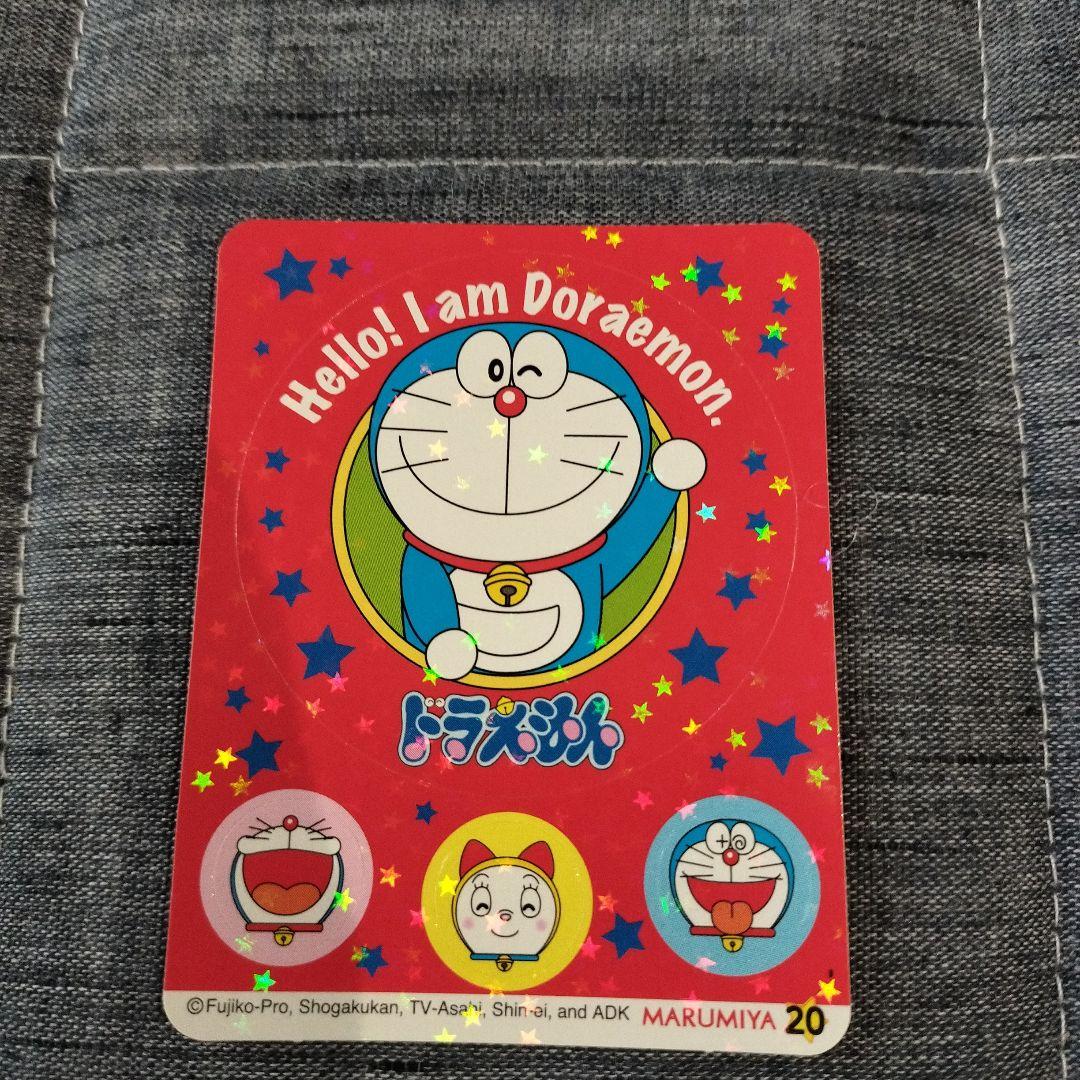 Hello! I am Doraemon.
ドラえもん
©Fujiko-Pro, Shogakukan, TV-Asahi, Shin-ei, and ADK MARUMIYA 20